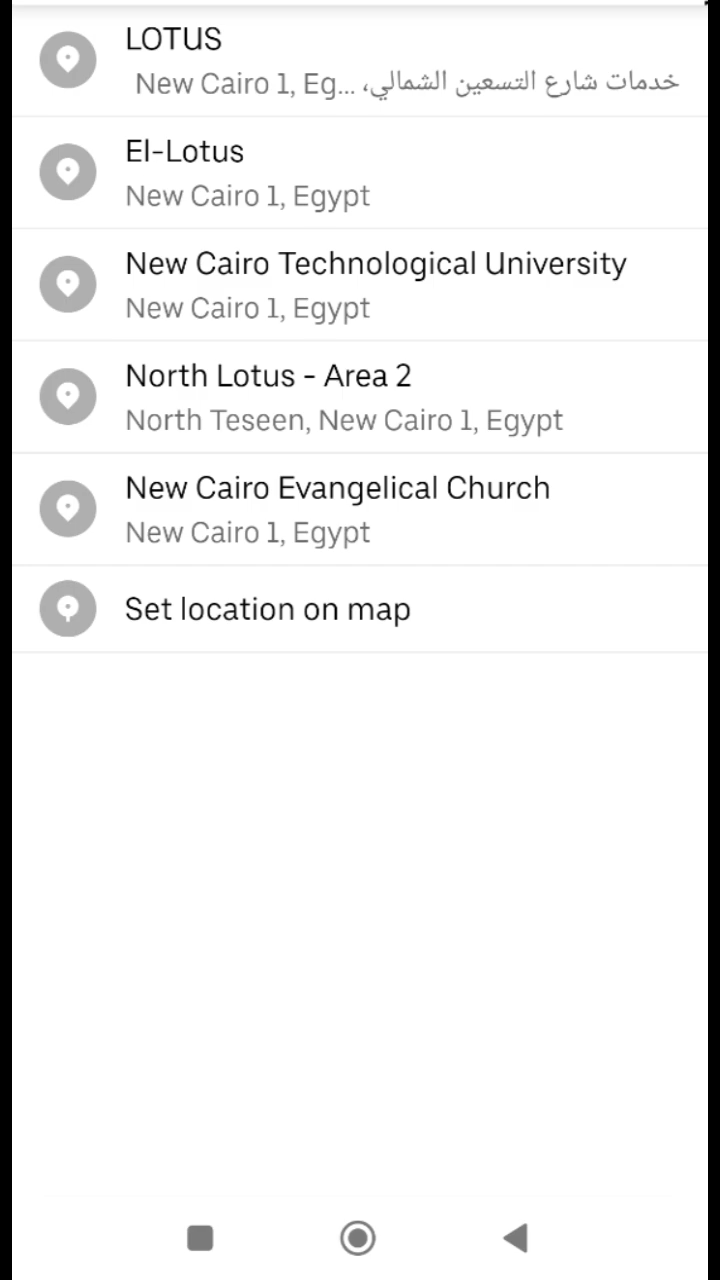 LOTUS
خدمات شارع التسعين الشمالي، New Cairo 1, Eg...
El-Lotus
New Cairo 1, Egypt
New Cairo Technological University
New Cairo 1, Egypt
North Lotus - Area 2
North Teseen, New Cairo 1, Egypt
New Cairo Evangelical Church
New Cairo 1, Egypt
Set location on map